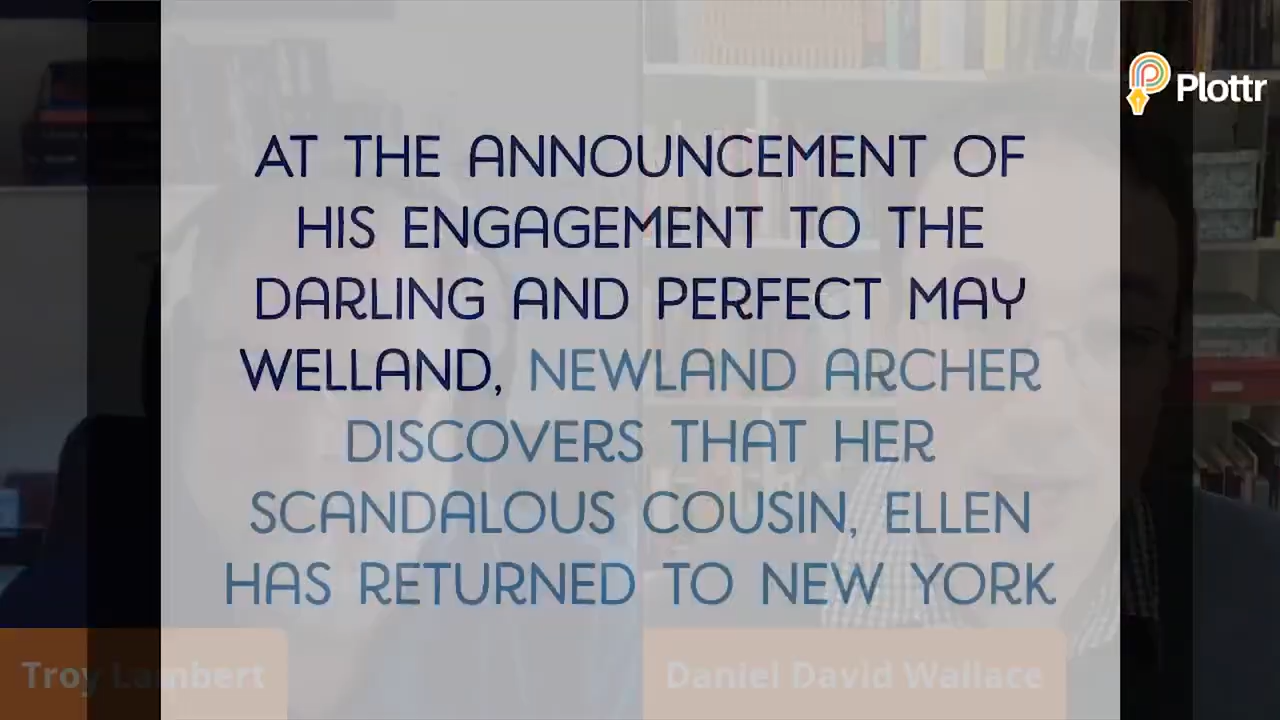 Plottr
AT THE ANNOUNCEMENT OF
HIS ENGAGEMENT TO THE
DARLING AND PERFECT MAY
WELLAND, NEWLAND ARCHER
DISCOVERS THAT HER
SCANDALOUS COUSIN, ELLEN
HAS RETURNED TO NEW YORK
Troy Lambert
Daniel David Wallace